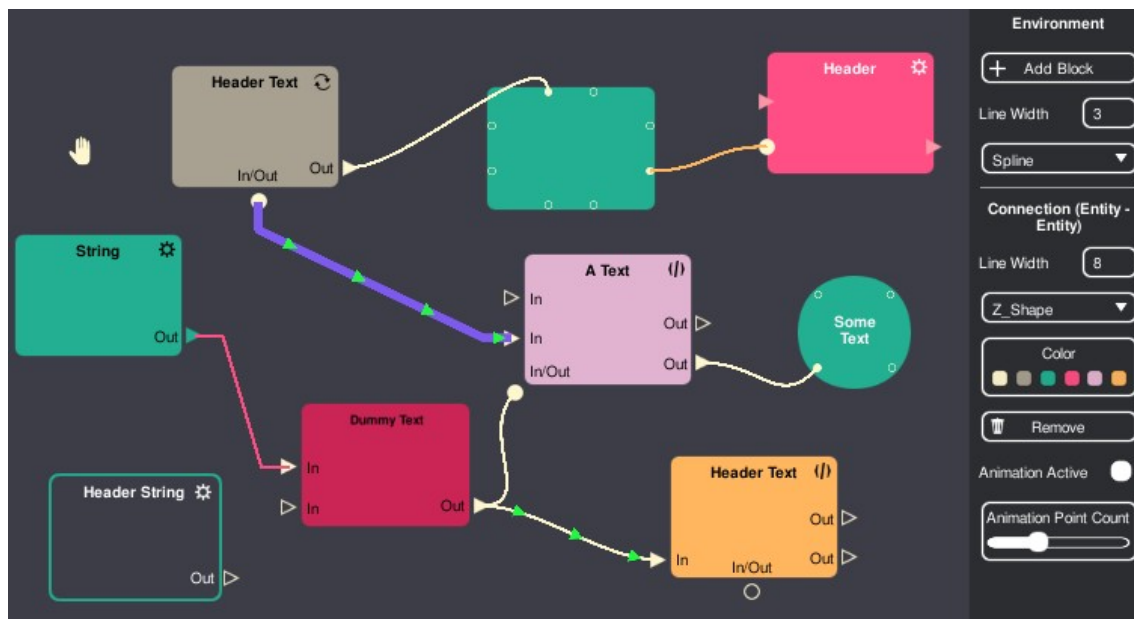 Header Text
In/Out
Out
Header
String
Out
A Text
In
In
In/Out
Out
Out
Some
Text
Dummy Text
In
In
Out
Header String
Out
Header Text
In
In/Out
Out
Out
Environment
Add Block
Line Width 3
Spline
Connection (Entity -
Entity)
Line Width 8
Z_Shape
Color
Remove
Animation Active
Animation Point Count